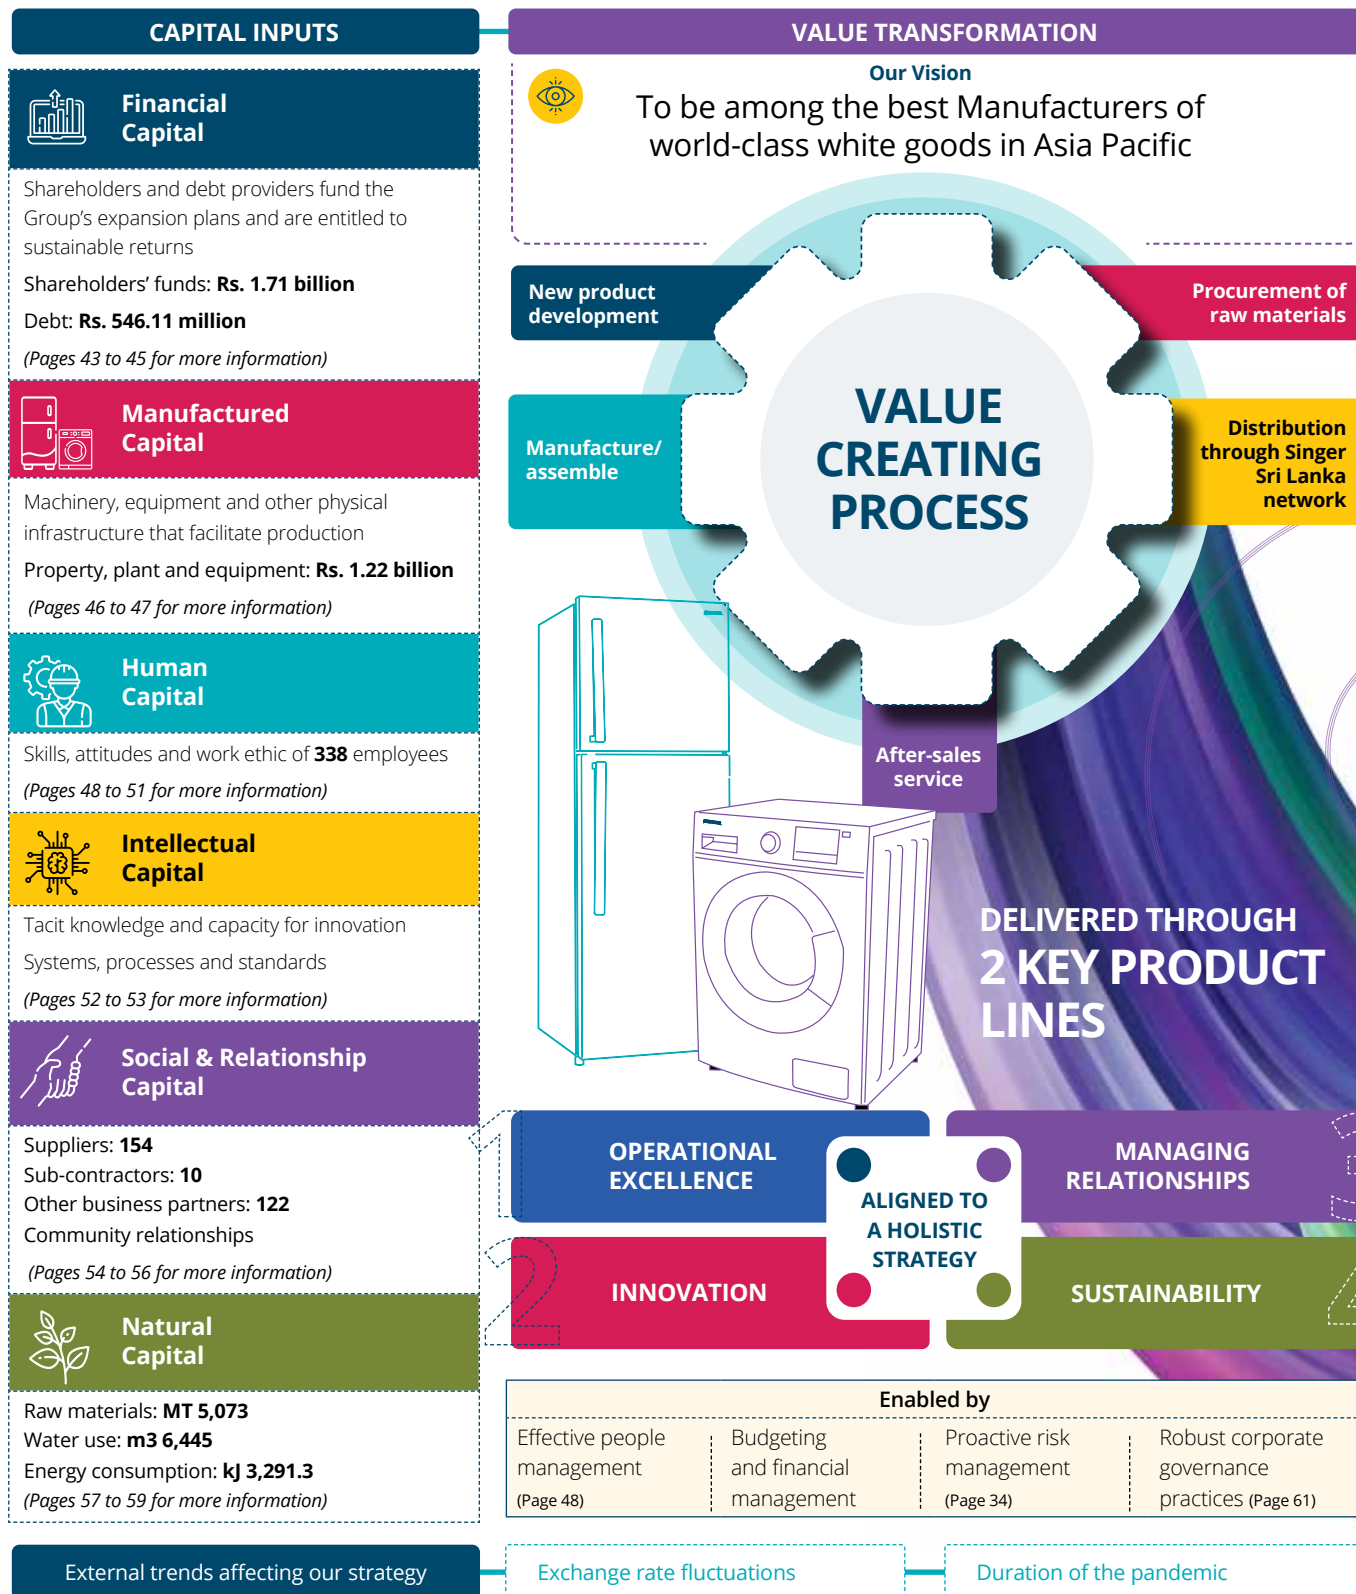 CAPITAL INPUTS
Financial
Capital
Shareholders and debt providers fund the
Group's expansion plans and are entitled to
sustainable returns
Shareholders' funds: Rs. 1.71 billion
Debt: Rs. 546.11 million
(Pages 43 to 45 for more information)
Manufactured
Capital
Machinery, equipment and other physical
infrastructure that facilitate production
Property, plant and equipment: Rs. 1.22 billion
(Pages 46 to 47 for more information)
Human
Capital
Skills, attitudes and work ethic of 338 employees
(Pages 48 to 51 for more information)
Intellectual
Capital
Tacit knowledge and capacity for innovation
Systems, processes and standards
(Pages 52 to 53 for more information)
Social & Relationship
Capital
Suppliers: 154
Sub-contractors: 10
Other business partners: 122
Community relationships
(Pages 54 to 56 for more information)
Natural
Capital
Raw materials: MT 5,073
Water use: m3 6,445
Energy consumption: kJ 3,291.3
(Pages 57 to 59 for more information)
VALUE TRANSFORMATION
Our Vision
To be among the best Manufacturers of
world-class white goods in Asia Pacific
New product
development
Procurement of
raw materials
Manufacture/
assemble
VALUE
CREATING
PROCESS
Distribution
through Singer
Sri Lanka
network
After-sales
service
DELIVERED THROUGH
2 KEY PRODUCT
LINES
1
OPERATIONAL
EXCELLENCE
2
INNOVATION
ALIGNED TO
A HOLISTIC
STRATEGY
3
MANAGING
RELATIONSHIPS
4
SUSTAINABILITY
Enabled by
Effective people
management
(Page 48)
Budgeting
and financial
management
Proactive risk
management
(Page 34)
Robust corporate
governance
practices (Page 61)
External trends affecting our strategy
Exchange rate fluctuations
Duration of the pandemic